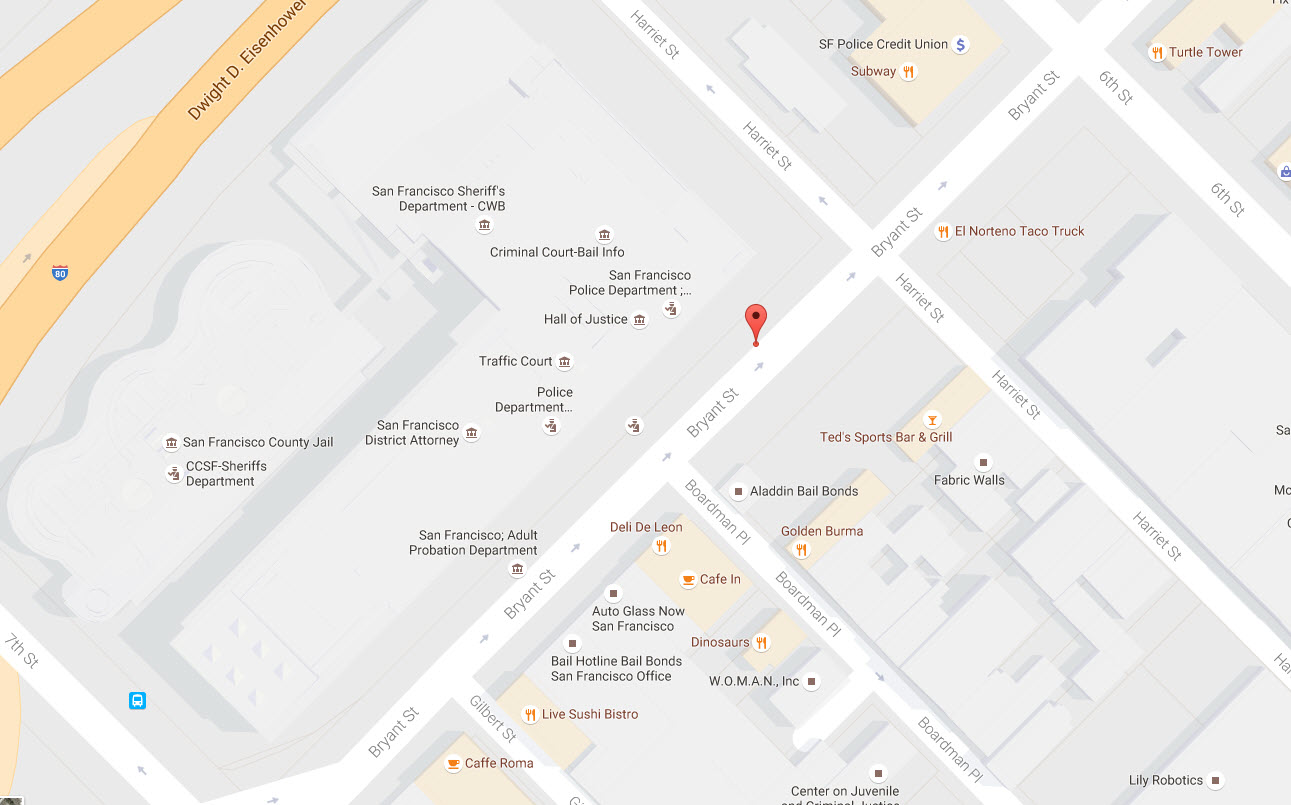 Harriet St
SF Police Credit Union
Subway
Turtle Tower
Dwight D. Eisenhower
Bryant St
6th St
Harriet St
San Francisco Sheriff's
Department - CWB
6th St
Criminal Court-Bail Info
Bryant St
El Norteno Taco Truck
80
San Francisco
Police Department ;...
Harriet St
Hall of Justice
Traffic Court
Police
Department...
Harriet St
Bryant St
San Francisco
District Attorney
Ted's Sports Bar & Grill
San Francisco County Jail
CCSF-Sheriffs
Department
Fabric Walls
Aladdin Bail Bonds
Boardman Pl
Deli De Leon
Golden Burma
Harriet St
San Francisco; Adult
Probation Department
Cafe In
Bryant St
Boardman Pl
Auto Glass Now
San Francisco
7th St
Dinosaurs
Bail Hotline Bail Bonds
San Francisco Office
W.O.M.A.N., Inc
Gilbert St
Live Sushi Bistro
Bryant St
Boardman Pl
Caffe Roma
Lily Robotics
Center on Juvenile
and Criminal Justice